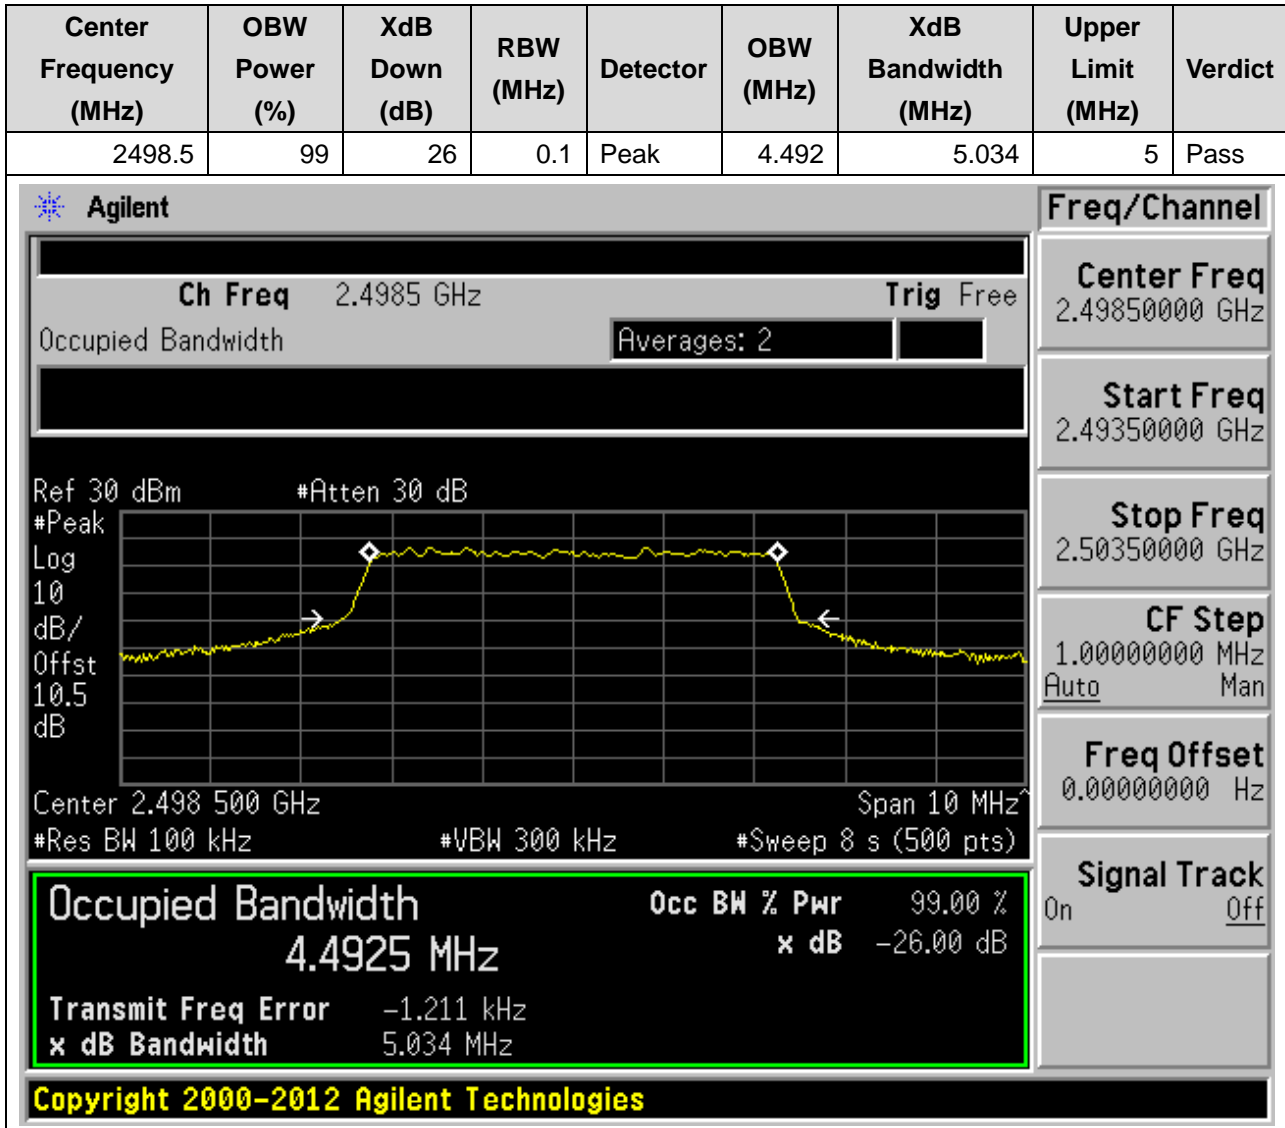 Center Frequency (MHz) OBW Power (%) XdB Down (dB) RBW (MHz) Detector OBW (MHz) XdB Bandwidth (MHz) Upper Limit (MHz) Verdict
2498.5 99 26 0.1 Peak 4.492 5.034 5 Pass
Agilent
Freq/Channel
Ch Freq 2.4985 GHz Trig Free
Occupied Bandwidth Averages: 2
Center Freq
2.49850000 GHz
Start Freq
2.49350000 GHz
Stop Freq
2.50350000 GHz
CF Step
1.00000000 MHz
Auto Man
Freq Offset
0.00000000 Hz
Signal Track
On Off
Ref 30 dBm #Atten 30 dB
#Peak
Log
10
dB/
Offst
10.5
dB
Center 2.498 500 GHz Span 10 MHz^
#Res BW 100 kHz #VBW 300 kHz #Sweep 8 s (500 pts)
Occupied Bandwidth Occ BW % Pwr 99.00 %
4.4925 MHz x dB -26.00 dB
Transmit Freq Error -1.211 kHz
x dB Bandwidth 5.034 MHz
Copyright 2000-2012 Agilent Technologies